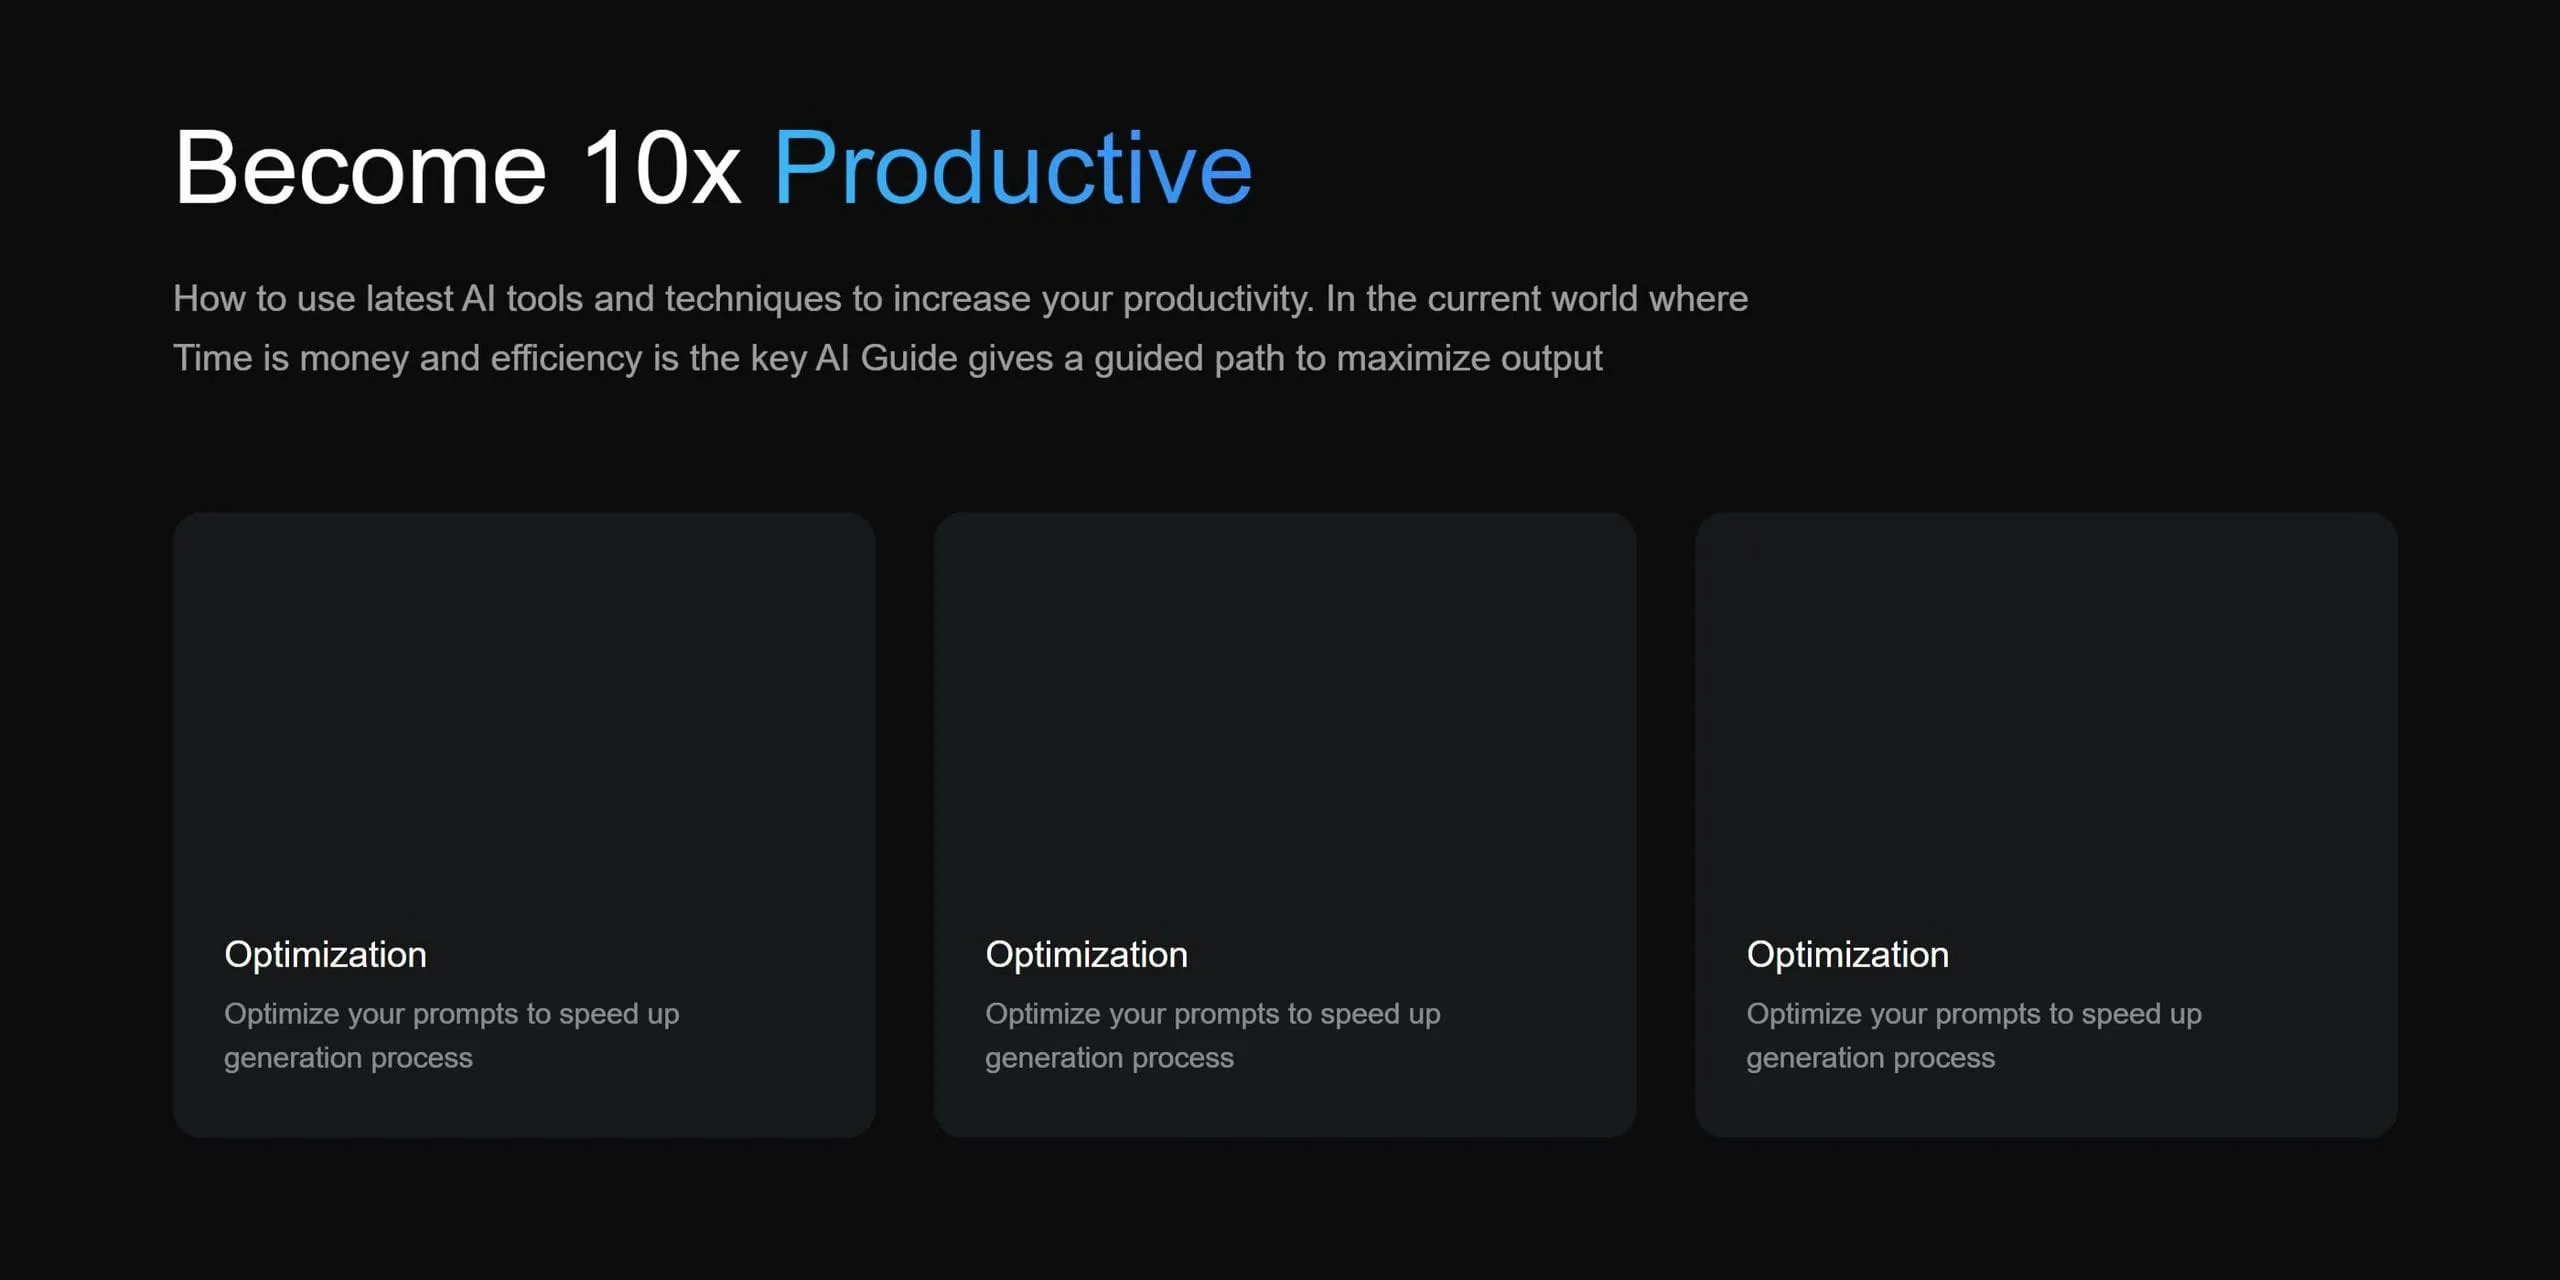 Become 10x Productive
How to use latest AI tools and techniques to increase your productivity. In the current world where
Time is money and efficiency is the key AI Guide gives a guided path to maximize output
Optimization
Optimize your prompts to speed up
generation process
Optimization
Optimize your prompts to speed up
generation process
Optimization
Optimize your prompts to speed up
generation process